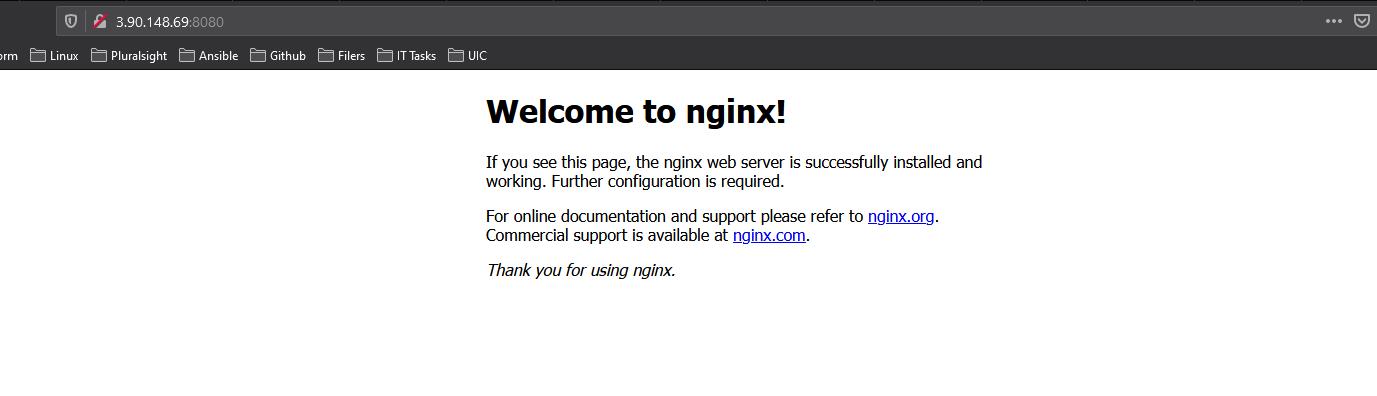 3.90.148.69:8080
orm Linux Pluralsight Ansible Github Filers IT Tasks UIC
Welcome to nginx!
If you see this page, the nginx web server is successfully installed and
working. Further configuration is required.
For online documentation and support please refer to nginx.org.
Commercial support is available at nginx.com.
Thank you for using nginx.